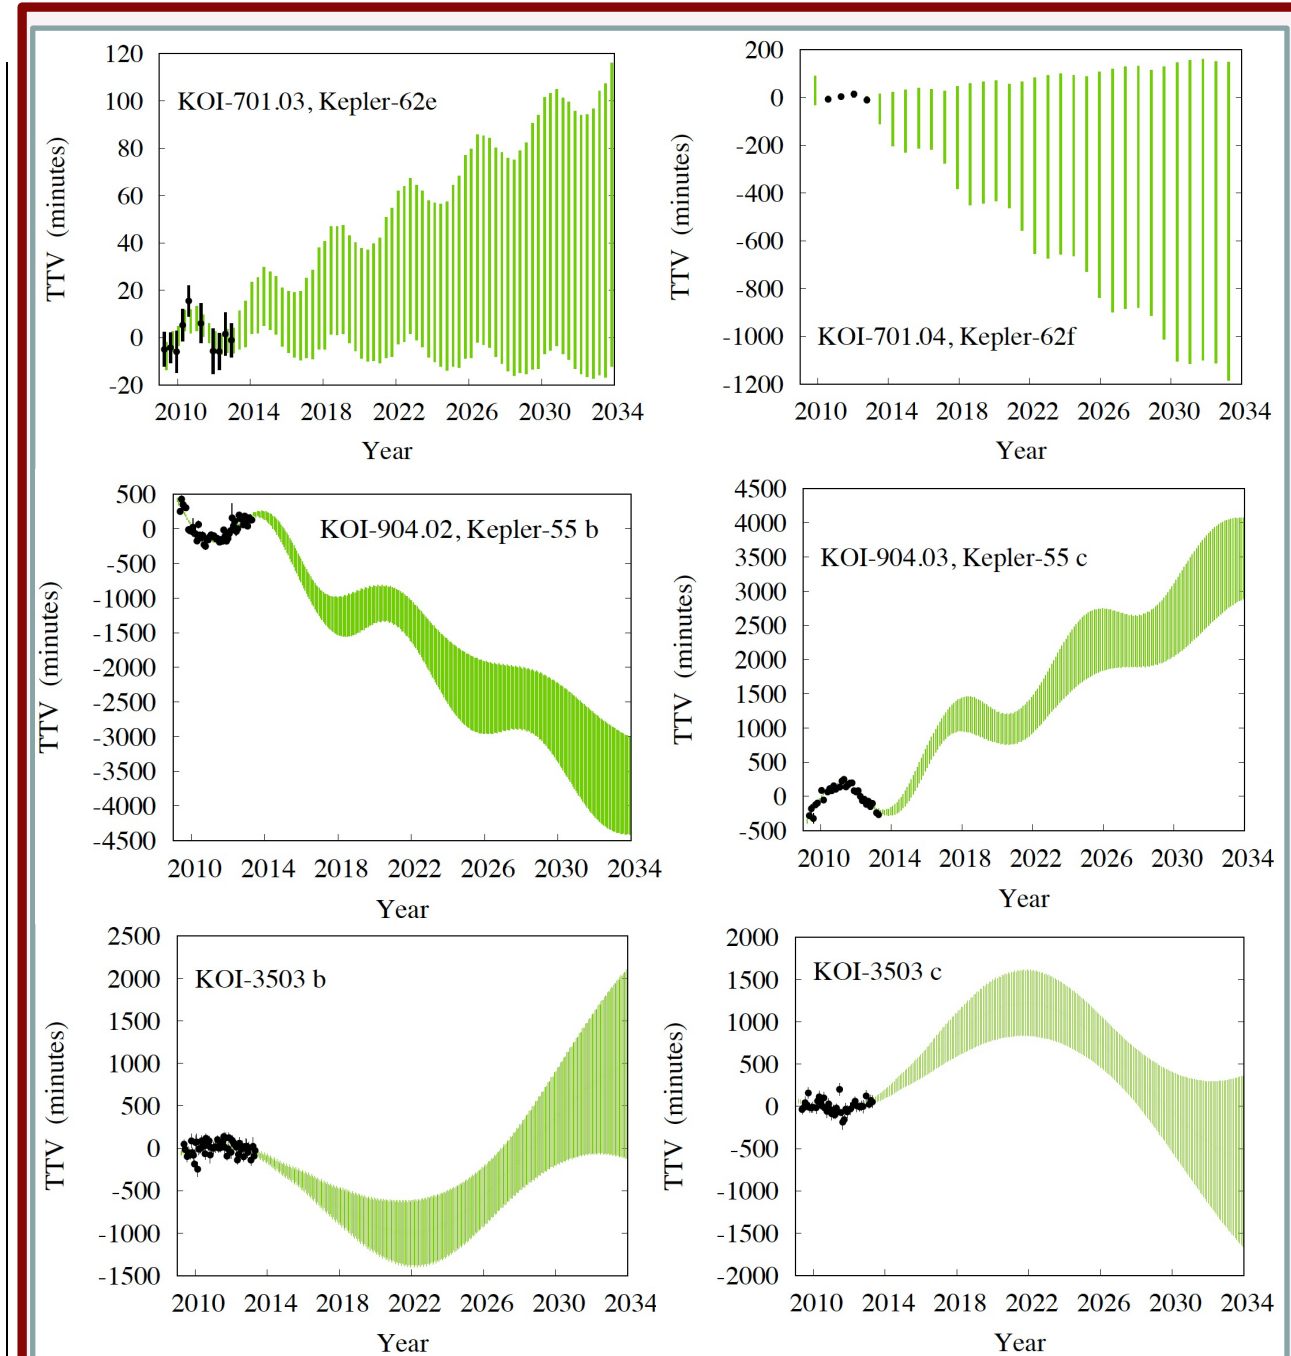 120
100
80
60
40
20
0
-20
TTV (minutes)
KOI-701.03, Kepler-62e
2010 2014 2018 2022 2026 2030 2034
Year
200
0
-200
-400
-600
-800
-1000
-1200
TTV (minutes)
KOI-701.04, Kepler-62f
2010 2014 2018 2022 2026 2030 2034
Year
500
0
-500
-1000
-1500
-2000
-2500
-3000
-3500
-4000
-4500
TTV (minutes)
KOI-904.02, Kepler-55 b
2010 2014 2018 2022 2026 2030 2034
Year
4500
4000
3500
3000
2500
2000
1500
1000
500
0
-500
TTV (minutes)
KOI-904.03, Kepler-55 c
2010 2014 2018 2022 2026 2030 2034
Year
2500
2000
1500
1000
500
0
-500
-1000
-1500
TTV (minutes)
KOI-3503 b
2010 2014 2018 2022 2026 2030 2034
Year
2000
1500
1000
500
0
-500
-1000
-1500
-2000
TTV (minutes)
KOI-3503 c
2010 2014 2018 2022 2026 2030 2034
Year